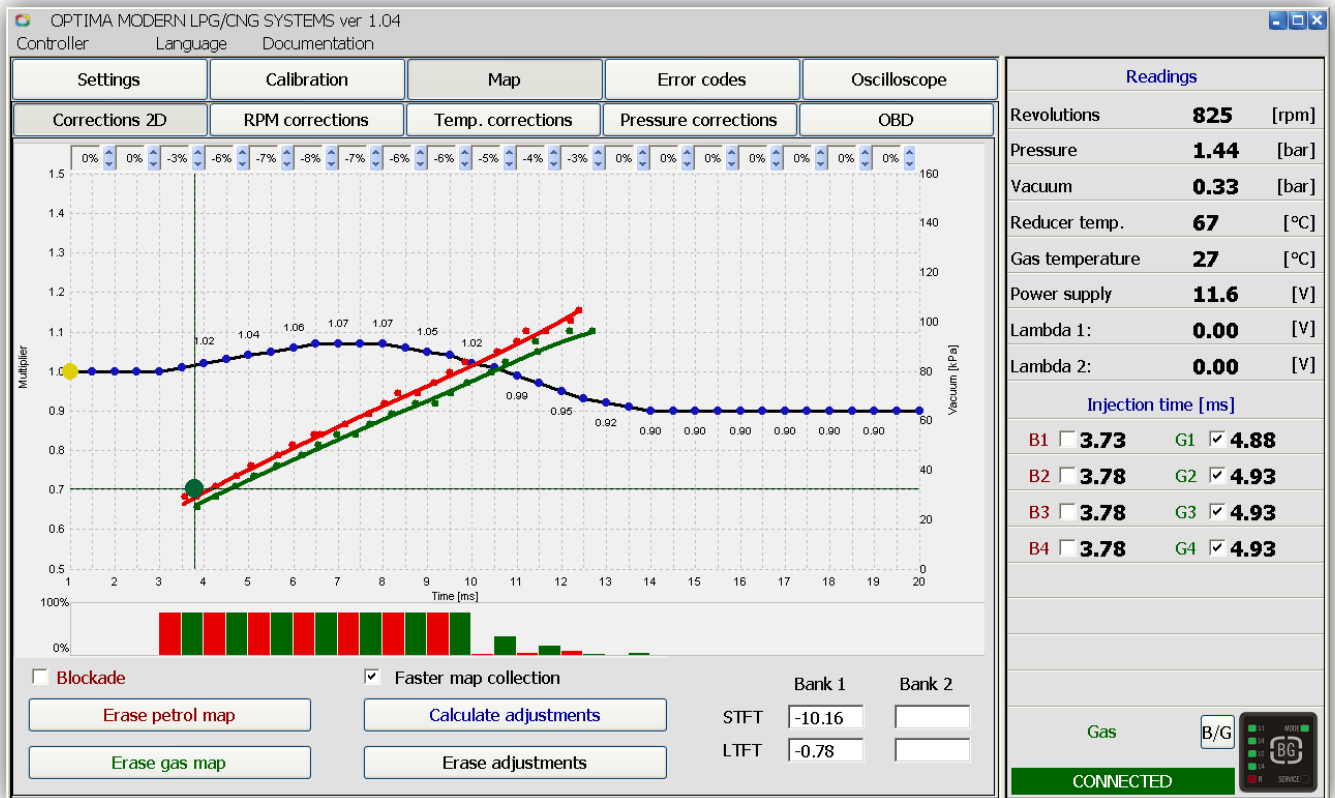 OPTIMA MODERN LPG/CNG SYSTEMS ver 1.04
Controller Language Documentation
Settings Calibration Map Error codes Oscilloscope
Corrections 2D RPM corrections Temp. corrections Pressure corrections OBD
0% 0% -3% -6% -7% -8% -7% -6% -6% -5% -4% -3% 0% 0% 0% 0% 0% 0% 0%
1.5 160
1.4 140
1.3
1.2 120
1.1 100
1.02 1.04 1.06 1.07 1.07 1.05 1.02
Multiplier
1.0 80
0.99 0.95 0.92 0.90 0.90 0.90 0.90 0.90 0.90
Vacuum [kPa]
0.9 60
0.8
0.7 40
0.6 20
0.5 0
1 2 3 4 5 6 7 8 9 10 11 12 13 14 15 16 17 18 19 20
Time [ms]
100%
0%
Blockade
Faster map collection
Erase petrol map
Calculate adjustments
Erase gas map
Erase adjustments
Bank 1 Bank 2
STFT -10.16
LTFT -0.78
Readings
Revolutions 825 [rpm]
Pressure 1.44 [bar]
Vacuum 0.33 [bar]
Reducer temp. 67 [°C]
Gas temperature 27 [°C]
Power supply 11.6 [V]
Lambda 1: 0.00 [V]
Lambda 2: 0.00 [V]
Injection time [ms]
B1 3.73 G1 4.88
B2 3.78 G2 4.93
B3 3.78 G3 4.93
B4 3.78 G4 4.93
Gas
B/G
MODE
BG
R SERVICE
CONNECTED